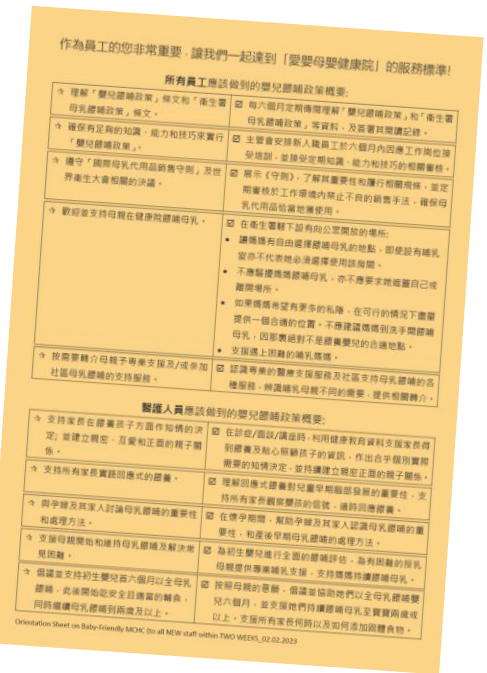 作為員工的您非常重要，讓我們一起達到「愛嬰母嬰健康院」的服務標準!
所有員工應該做到的嬰兒餵哺政策概要:
☆ 理解「嬰兒餵哺政策」條文和「衞生署
母乳餵哺政策」條文。
☑ 每六個月定期傳閱理解「嬰兒餵哺政策」和「衞生署
母乳餵哺政策」等資料，及簽署其閱讀記錄。
☆ 確保有足夠的知識、能力和技巧來實行
「嬰兒餵哺政策」。
☑ 主管會安排新入職員工於六個月內因應工作崗位接
受培訓，並接受定期知識、能力和技巧的相關審核。
☆ 遵守「國際母乳代用品銷售守則」及世
界衞生大會相關的決議。
☑ 展示《守則》，了解其重要性和履行相關規條，並定
期審核於工作環境內禁止不良的銷售手法，確保母
乳代用品恰當地獲使用。
☆ 歡迎並支持母親在健康院餵哺母乳。
☑ 在衞生署轄下設有向公眾開放的場所:
• 讓媽媽有自由選擇餵哺母乳的地點，即使設有哺乳
室亦不代表她必須選擇使用該房間。
• 不應騷擾媽媽餵哺母乳，亦不應要求她遮蓋自己或
離開場所。
• 如果媽媽希望有更多的私隱，在可行的情況下盡量
提供一個合適的位置。不應建議媽媽到洗手間餵哺
母乳，因那裏絕對不是餵養嬰兒的合適地點。
• 支援遇上困難的哺乳媽媽。
☆ 按需要轉介母親予專業支援及/或參加
社區母乳餵哺的支持服務。
☑ 認識專業的醫療支援服務及社區支持母乳餵哺的各
種服務，辨識哺乳母親不同的需要，提供相關轉介。
醫護人員應該做到的嬰兒餵哺政策概要:
☆ 支持家長在餵養孩子方面作知情的決
定; 並建立親密、互愛和正面的親子關
係。
☑ 在診症/面談/講座時，利用健康教育資料支援家長得
到餵養及貼心照顧孩子的資訊，作出合乎個別實際
需要的知情決定，並持續建立親密正面的親子關係。
☆ 支持所有家長實踐回應式的餵養。
☑ 理解回應式餵養對兒童早期腦部發展的重要性，支
持所有家長觀察嬰孩的信號，適時回應餵養。
☆ 與孕婦及其家人討論母乳餵哺的重要性
和處理方法。
☑ 在懷孕期間，幫助孕婦及其家人認識母乳餵哺的重
要性，和產後早期母乳餵哺的處理方法。
☆ 支援母親開始和維持母乳餵哺及解決常
見困難。
☑ 為初生嬰兒進行全面的餵哺評估，為有困難的授乳
母親提供專業哺乳支援，支持媽媽持續餵哺母乳。
☆ 倡議並支持初生嬰兒首六個月以全母乳
餵哺，此後開始吃安全且適當的輔食，
同時繼續母乳餵哺到兩歲及以上。
☑ 按照母親的意願，倡議並協助她們以全母乳餵哺嬰
兒六個月，並支援她們持續餵哺母乳至寶寶兩歲或
以上。支援所有家長何時以及如何添加固體食物。
Orientation Sheet on Baby-Friendly MCHC (to all NEW staff within TWO WEEKS_02.02.2023